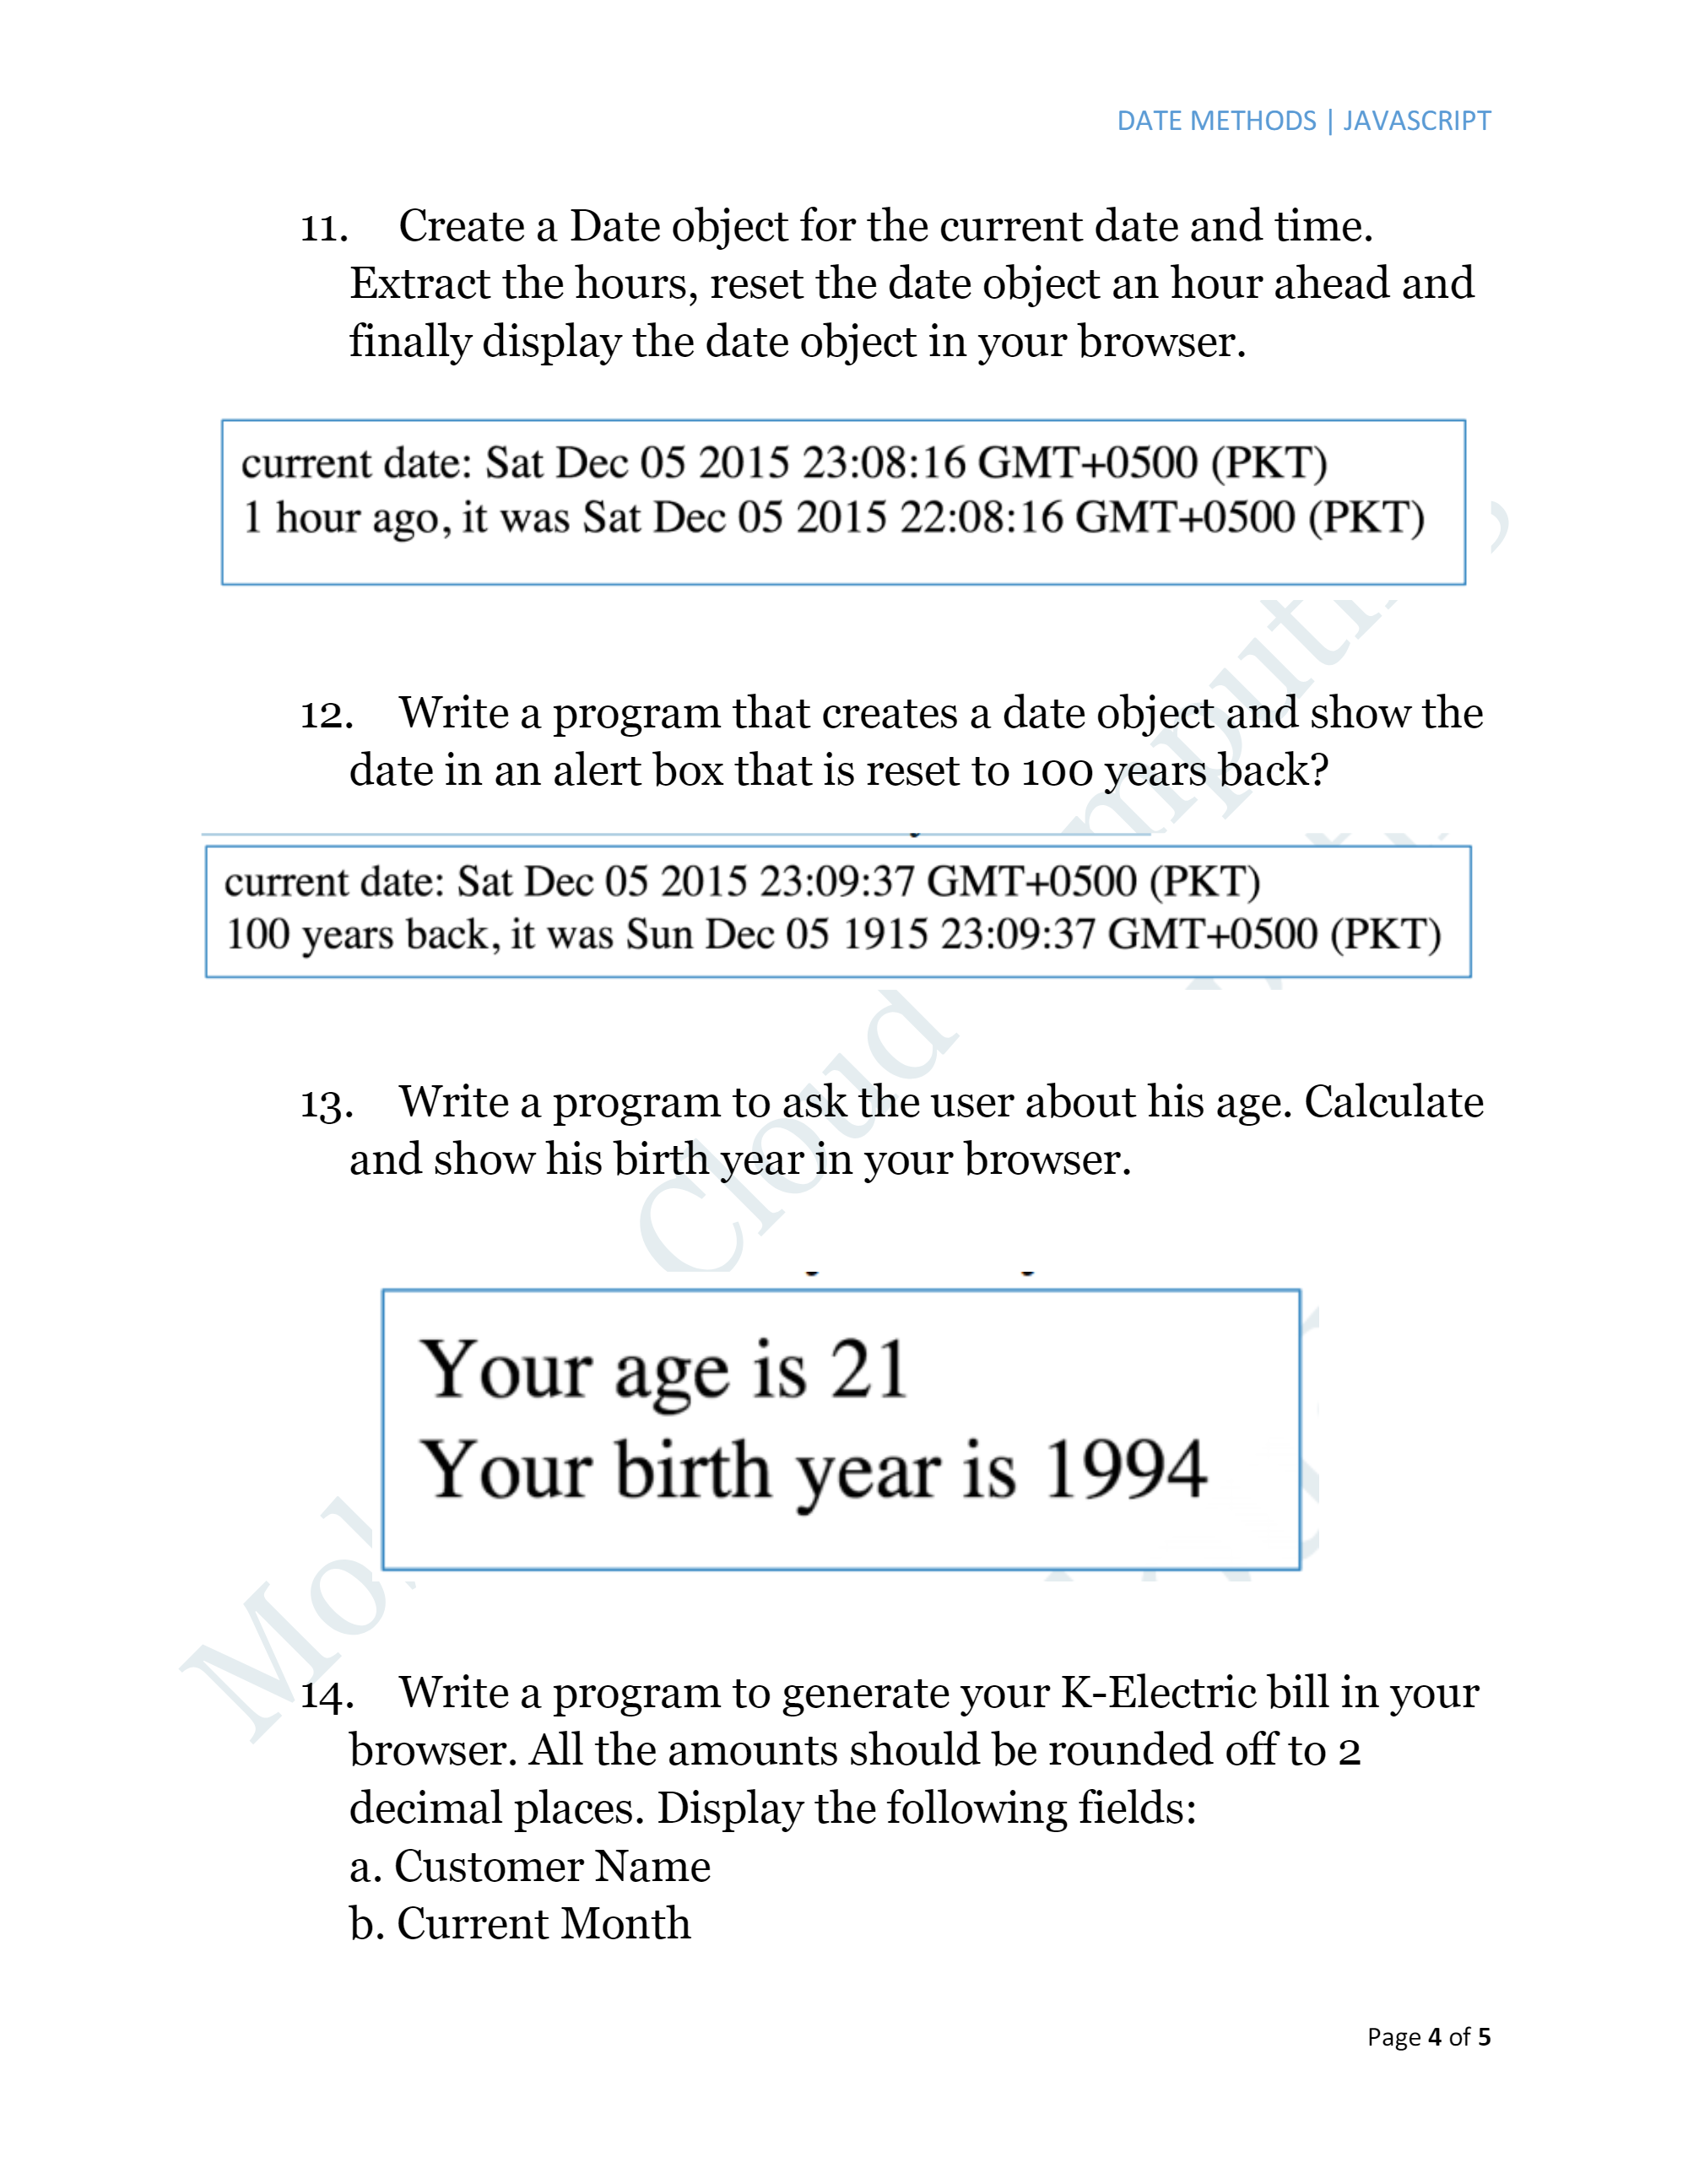 DATE METHODS | JAVASCRIPT
11. Create a Date object for the current date and time.
Extract the hours, reset the date object an hour ahead and
finally display the date object in your browser.
current date: Sat Dec 05 2015 23:08:16 GMT+0500 (PKT)
1 hour ago, it was Sat Dec 05 2015 22:08:16 GMT+0500 (PKT)
12. Write a program that creates a date object and show the
date in an alert box that is reset to 100 years back?
current date: Sat Dec 05 2015 23:09:37 GMT+0500 (PKT)
100 years back, it was Sun Dec 05 1915 23:09:37 GMT+0500 (PKT)
13. Write a program to ask the user about his age. Calculate
and show his birth year in your browser.
Cloud
Your age is 21
Your birth year is 1994
14. Write a program to generate your K-Electric bill in your
browser. All the amounts should be rounded off to 2
decimal places. Display the following fields:
a. Customer Name
b. Current Month
Page 4 of 5